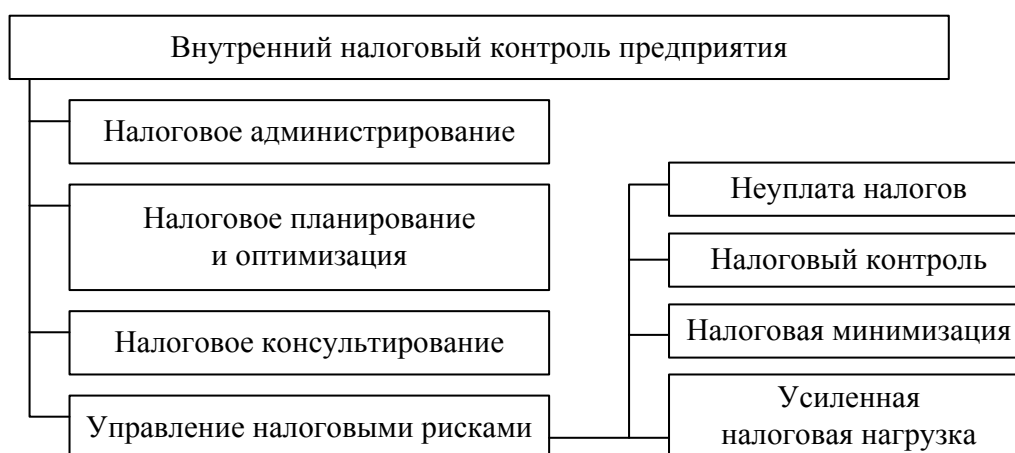 Внутренний налоговый контроль предприятия
Налоговое администрирование
Налоговое планирование
и оптимизация
Налоговое консультирование
Управление налоговыми рисками
Неуплата налогов
Налоговый контроль
Налоговая минимизация
Усиленная
налоговая нагрузка